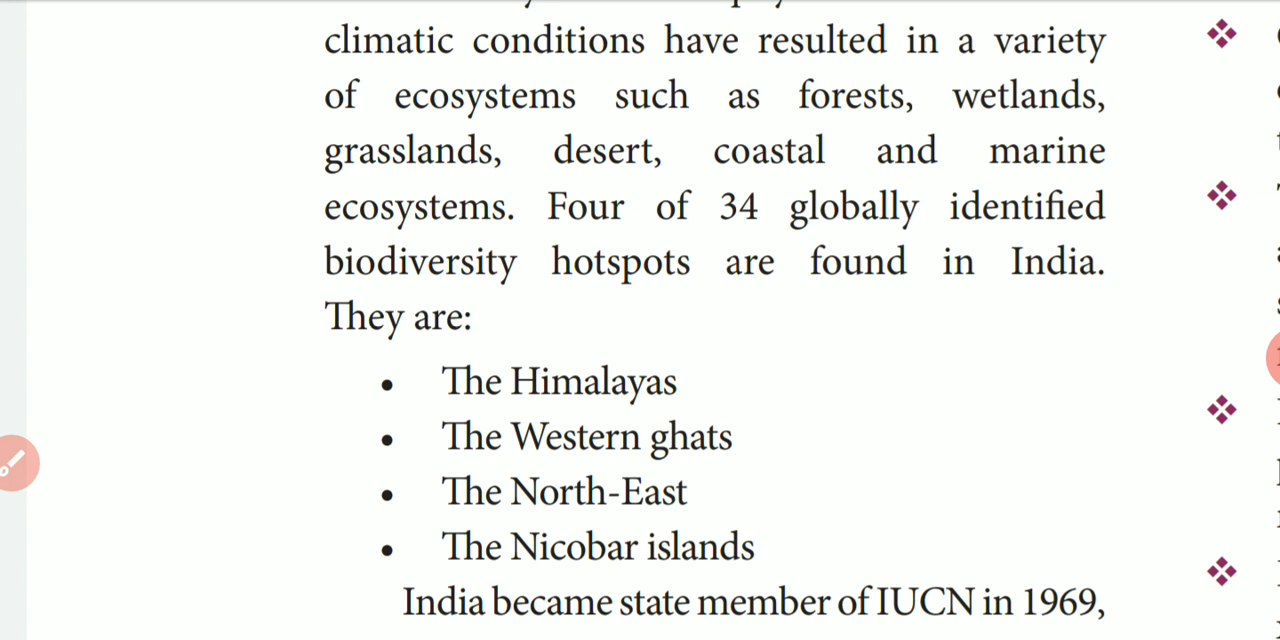 climatic conditions have resulted in a variety
of ecosystems such as forests, wetlands,
grasslands, desert, coastal and marine
ecosystems. Four of 34 globally identified
biodiversity hotspots are found in India.
They are:
• The Himalayas
• The Western ghats
• The North-East
• The Nicobar islands
India became state member of IUCN in 1969,